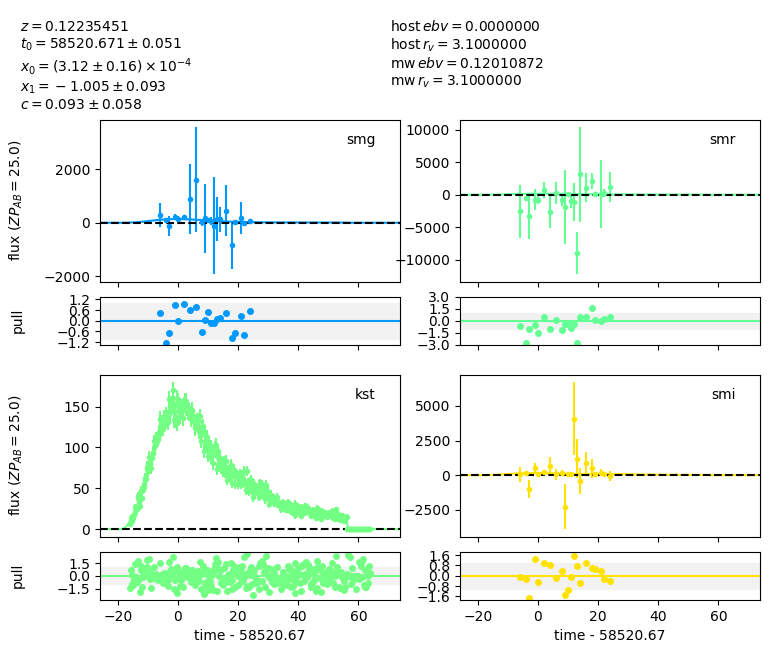 z = 0.12235451
t₀ = 58520.671 ± 0.051
x₀ = (3.12 ± 0.16) × 10⁻⁴
x₁ = −1.005 ± 0.093
c = 0.093 ± 0.058
host ebv = 0.0000000
host r_v = 3.1000000
mw ebv = 0.12010872
mw r_v = 3.1000000
flux (ZP_AB = 25.0)
smg
2000
0
−2000
smr
10000
5000
0
−5000
−10000
pull
1.2
0.6
0.0
−0.6
−1.2
3.0
1.5
0.0
−1.5
−3.0
flux (ZP_AB = 25.0)
kst
150
100
50
0
smi
5000
2500
0
−2500
pull
1.5
0.0
−1.5
1.6
0.8
0.0
−0.8
−1.6
−20 0 20 40 60
−20 0 20 40 60
time - 58520.67
time - 58520.67